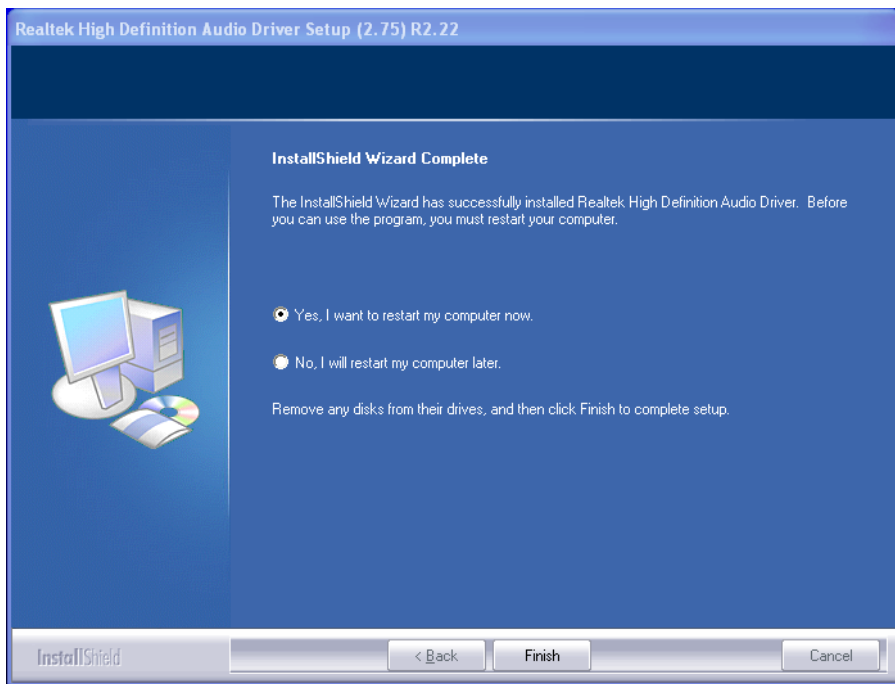 Realtek High Definition Audio Driver Setup (2.75) R2.22
InstallShield Wizard Complete
The InstallShield Wizard has successfully installed Realtek High Definition Audio Driver. Before
you can use the program, you must restart your computer.
Yes, I want to restart my computer now.
No, I will restart my computer later.
Remove any disks from their drives, and then click Finish to complete setup.
InstallShield
< Back
Finish
Cancel